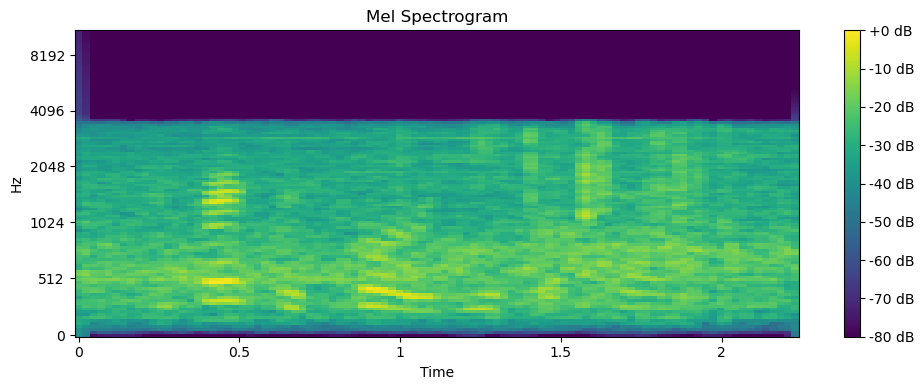 Mel Spectrogram
Hz
8192
4096
2048
1024
512
0
0
0.5
1
1.5
2
Time
+0 dB
-10 dB
-20 dB
-30 dB
-40 dB
-50 dB
-60 dB
-70 dB
-80 dB